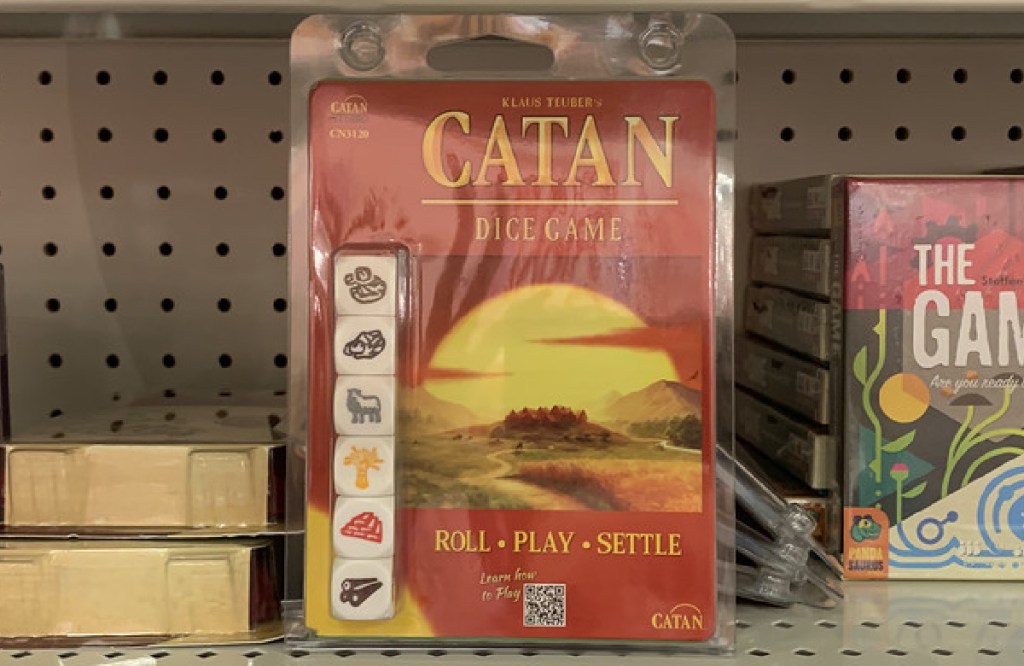 CATAN
CN3120
KLAUS TEUBER'S
CATAN
DICE GAME
ROLL • PLAY • SETTLE
Learn how
to Play
CATAN
THE
GAM
Are you ready
PANDA
SAURUS